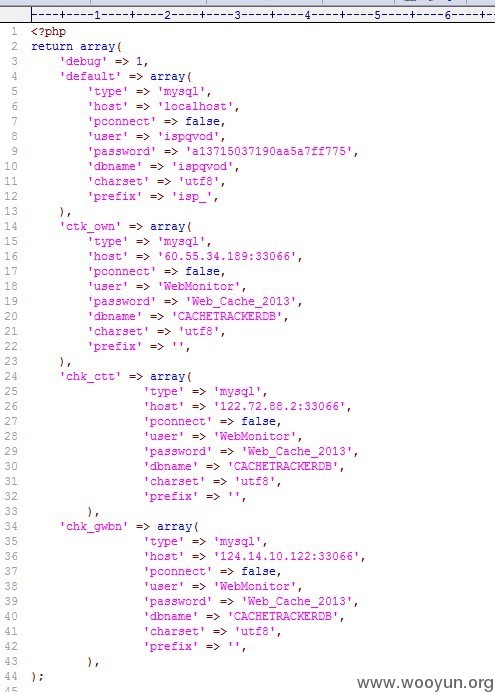 ----+----1----+----2----+----3----+----4----+----5----+----6----+--
1 <?php
2 return array(
3 'debug' => 1,
4 'default' => array(
5 'type' => 'mysql',
6 'host' => 'localhost',
7 'pconnect' => false,
8 'user' => 'ispqvod',
9 'password' => 'a13715037190aa5a7ff775',
10 'dbname' => 'ispqvod',
11 'charset' => 'utf8',
12 'prefix' => 'isp_',
13 ),
14 'ctk_own' => array(
15 'type' => 'mysql',
16 'host' => '60.55.34.189:33066',
17 'pconnect' => false,
18 'user' => 'WebMonitor',
19 'password' => 'Web_Cache_2013',
20 'dbname' => 'CACHETRACKERDB',
21 'charset' => 'utf8',
22 'prefix' => '',
23 ),
24 'chk_ctt' => array(
25 'type' => 'mysql',
26 'host' => '122.72.88.2:33066',
27 'pconnect' => false,
28 'user' => 'WebMonitor',
29 'password' => 'Web_Cache_2013',
30 'dbname' => 'CACHETRACKERDB',
31 'charset' => 'utf8',
32 'prefix' => '',
33 ),
34 'chk_gwbn' => array(
35 'type' => 'mysql',
36 'host' => '124.14.10.122:33066',
37 'pconnect' => false,
38 'user' => 'WebMonitor',
39 'password' => 'Web_Cache_2013',
40 'dbname' => 'CACHETRACKERDB',
41 'charset' => 'utf8',
42 'prefix' => '',
43 ),
44 );
45
www.wooyun.org